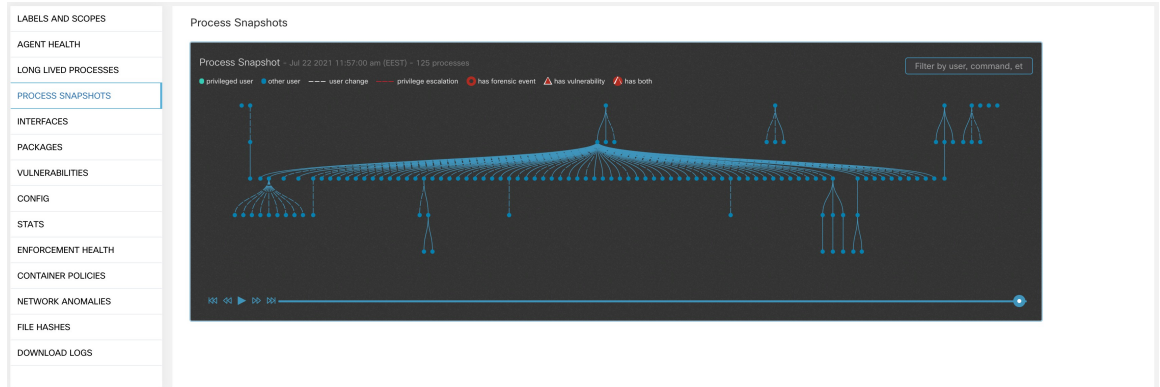 LABELS AND SCOPES
AGENT HEALTH
LONG LIVED PROCESSES
PROCESS SNAPSHOTS
INTERFACES
PACKAGES
VULNERABILITIES
CONFIG
STATS
ENFORCEMENT HEALTH
CONTAINER POLICIES
NETWORK ANOMALIES
FILE HASHES
DOWNLOAD LOGS
Process Snapshots
Process Snapshot - Jul 22 2021 11:57:00 am (EEST) - 125 processes
Filter by user, command, et
privileged user other user user change privilege escalation has forensic event has vulnerability has both